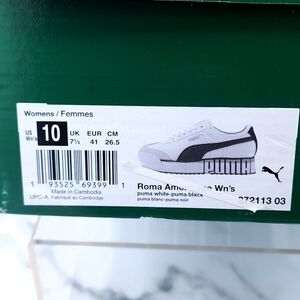 Womens / Femmes
US UK EUR CM
Wn's 10 7½ 41 26.5
1 93525 69399 1
Made in Cambodia
UPC-A Fabriqué au Cambodge
Roma Wn's
puma white-puma black
puma blanc-puma noir
372113 03